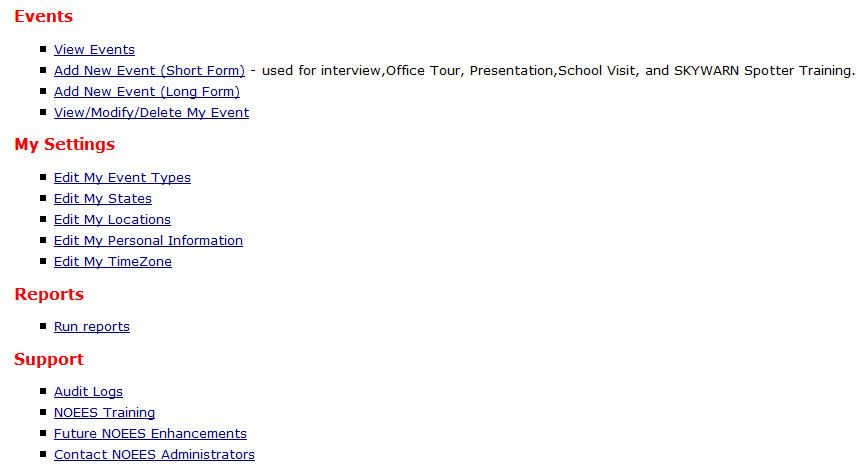 Events
View Events
Add New Event (Short Form) - used for interview,Office Tour, Presentation,School Visit, and SKYWARN Spotter Training.
Add New Event (Long Form)
View/Modify/Delete My Event
My Settings
Edit My Event Types
Edit My States
Edit My Locations
Edit My Personal Information
Edit My TimeZone
Reports
Run reports
Support
Audit Logs
NOEES Training
Future NOEES Enhancements
Contact NOEES Administrators